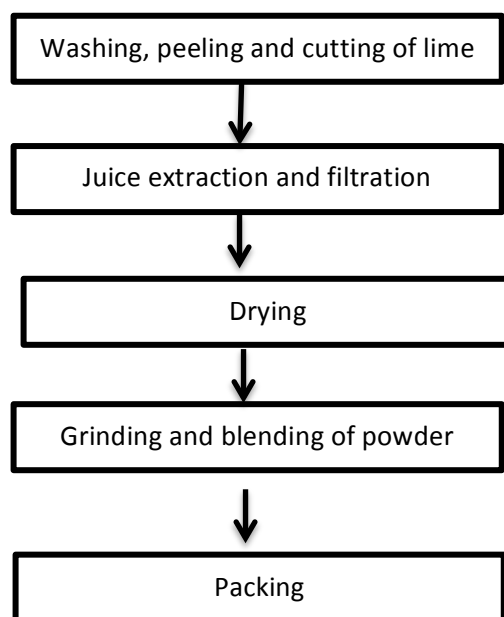 Washing, peeling and cutting of lime
Juice extraction and filtration
Drying
Grinding and blending of powder
Packing